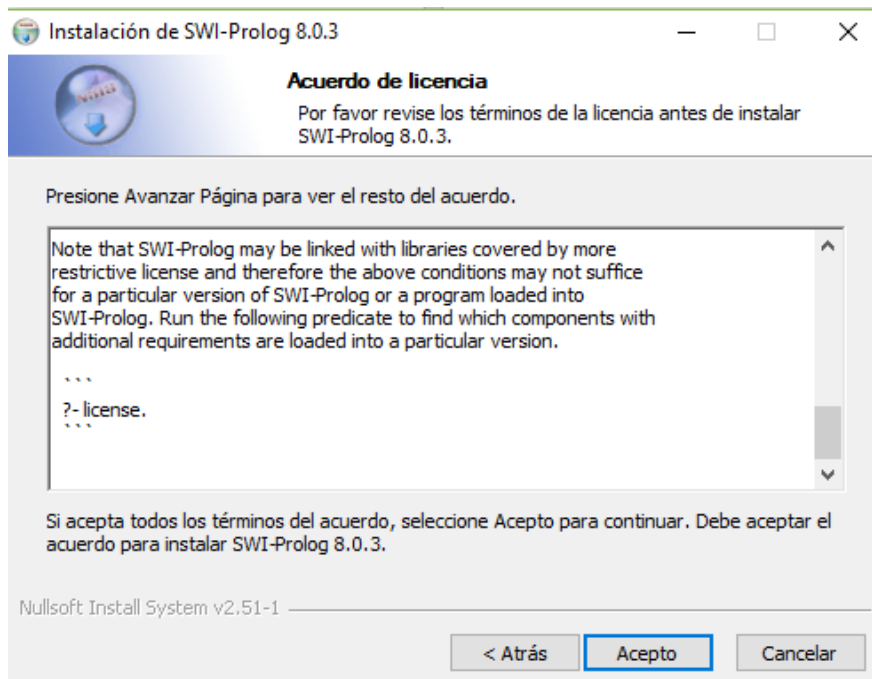 Instalación de SWI-Prolog 8.0.3
Acuerdo de licencia
Por favor revise los términos de la licencia antes de instalar
SWI-Prolog 8.0.3.
Presione Avanzar Página para ver el resto del acuerdo.
Note that SWI-Prolog may be linked with libraries covered by more
restrictive license and therefore the above conditions may not suffice
for a particular version of SWI-Prolog or a program loaded into
SWI-Prolog. Run the following predicate to find which components with
additional requirements are loaded into a particular version.
```
?- license.
```
Si acepta todos los términos del acuerdo, seleccione Acepto para continuar. Debe aceptar el
acuerdo para instalar SWI-Prolog 8.0.3.
Nullsoft Install System v2.51-1
< Atrás
Acepto
Cancelar